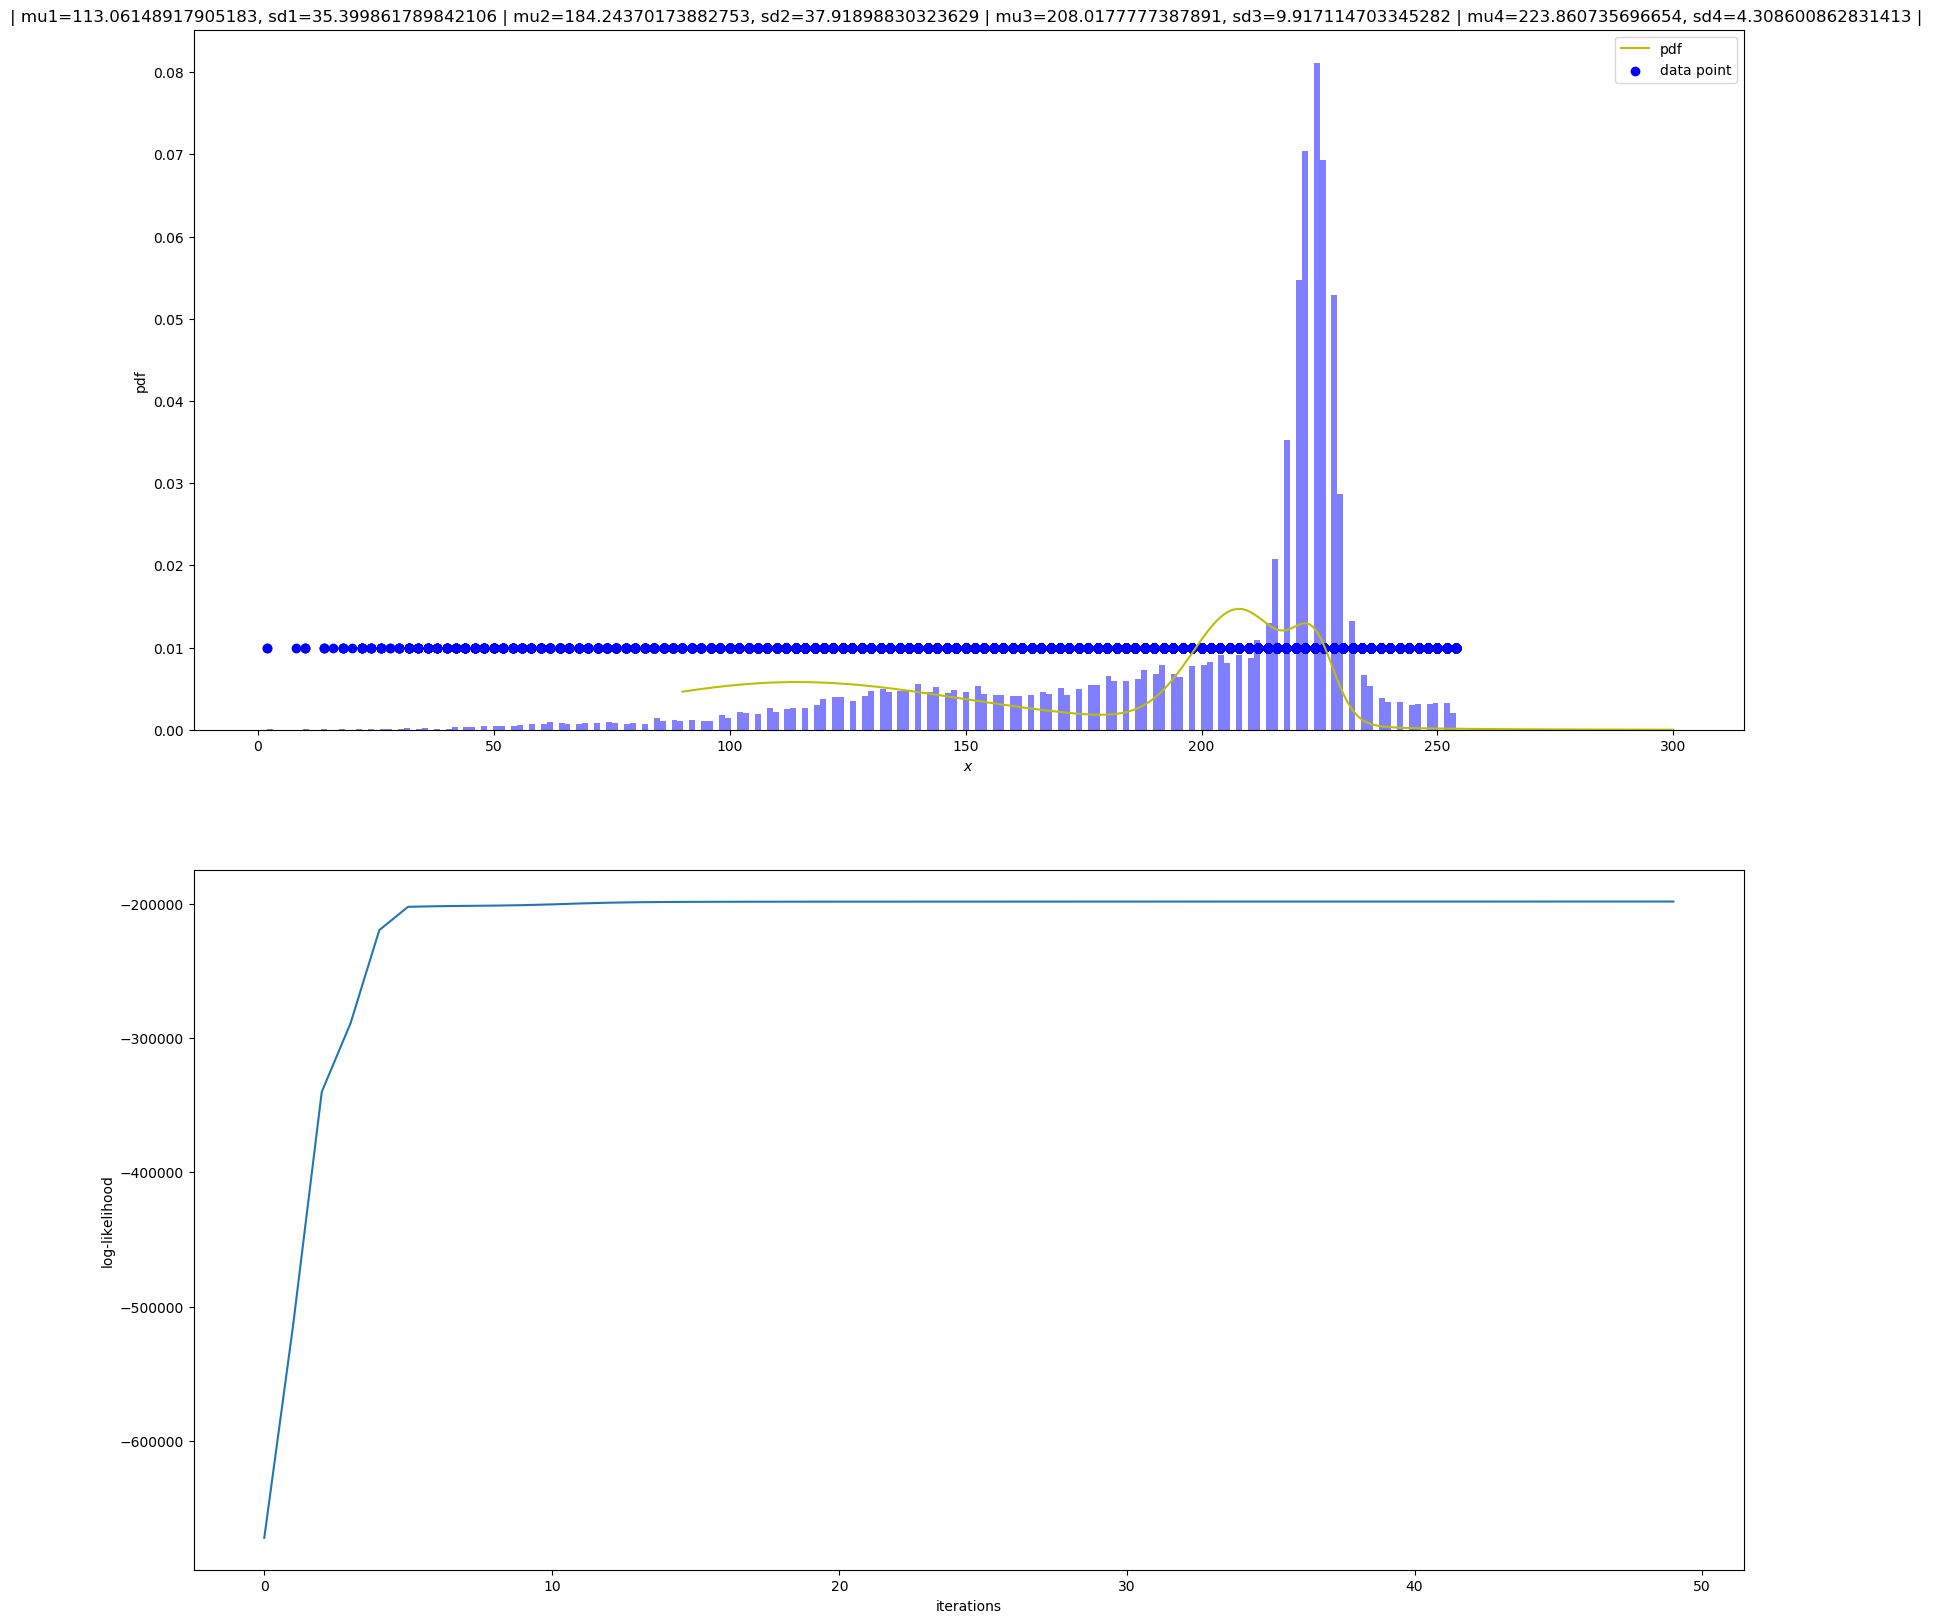 | mu1=113.06148917905183, sd1=35.399861789842106 | mu2=184.24370173882753, sd2=37.91898830323629 | mu3=208.0177777387891, sd3=9.917114703345282 | mu4=223.860735696654, sd4=4.308600862831413 |
pdf
data point
0.08
0.07
0.06
0.05
0.04
0.03
0.02
0.01
0.00
pdf
0 50 100 150 200 250 300
x
−200000
−300000
−400000
−500000
−600000
log-likelihood
0 10 20 30 40 50
iterations